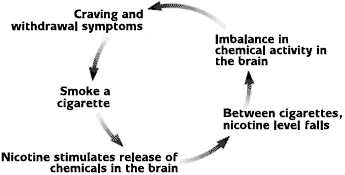 Craving and
withdrawal symptoms
Smoke a
cigarette
Nicotine stimulates release of
chemicals in the brain
Between cigarettes,
nicotine level falls
Imbalance in
chemical activity in
the brain